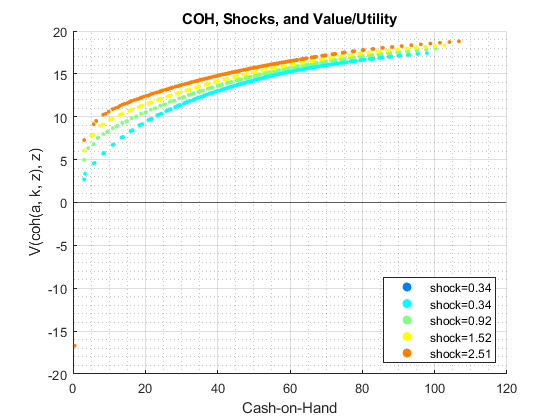 COH, Shocks, and Value/Utility
V(coh(a, k, z), z)
20
15
10
5
0
-5
-10
-15
-20
0
20
40
60
80
100
120
Cash-on-Hand
shock=0.34
shock=0.34
shock=0.92
shock=1.52
shock=2.51